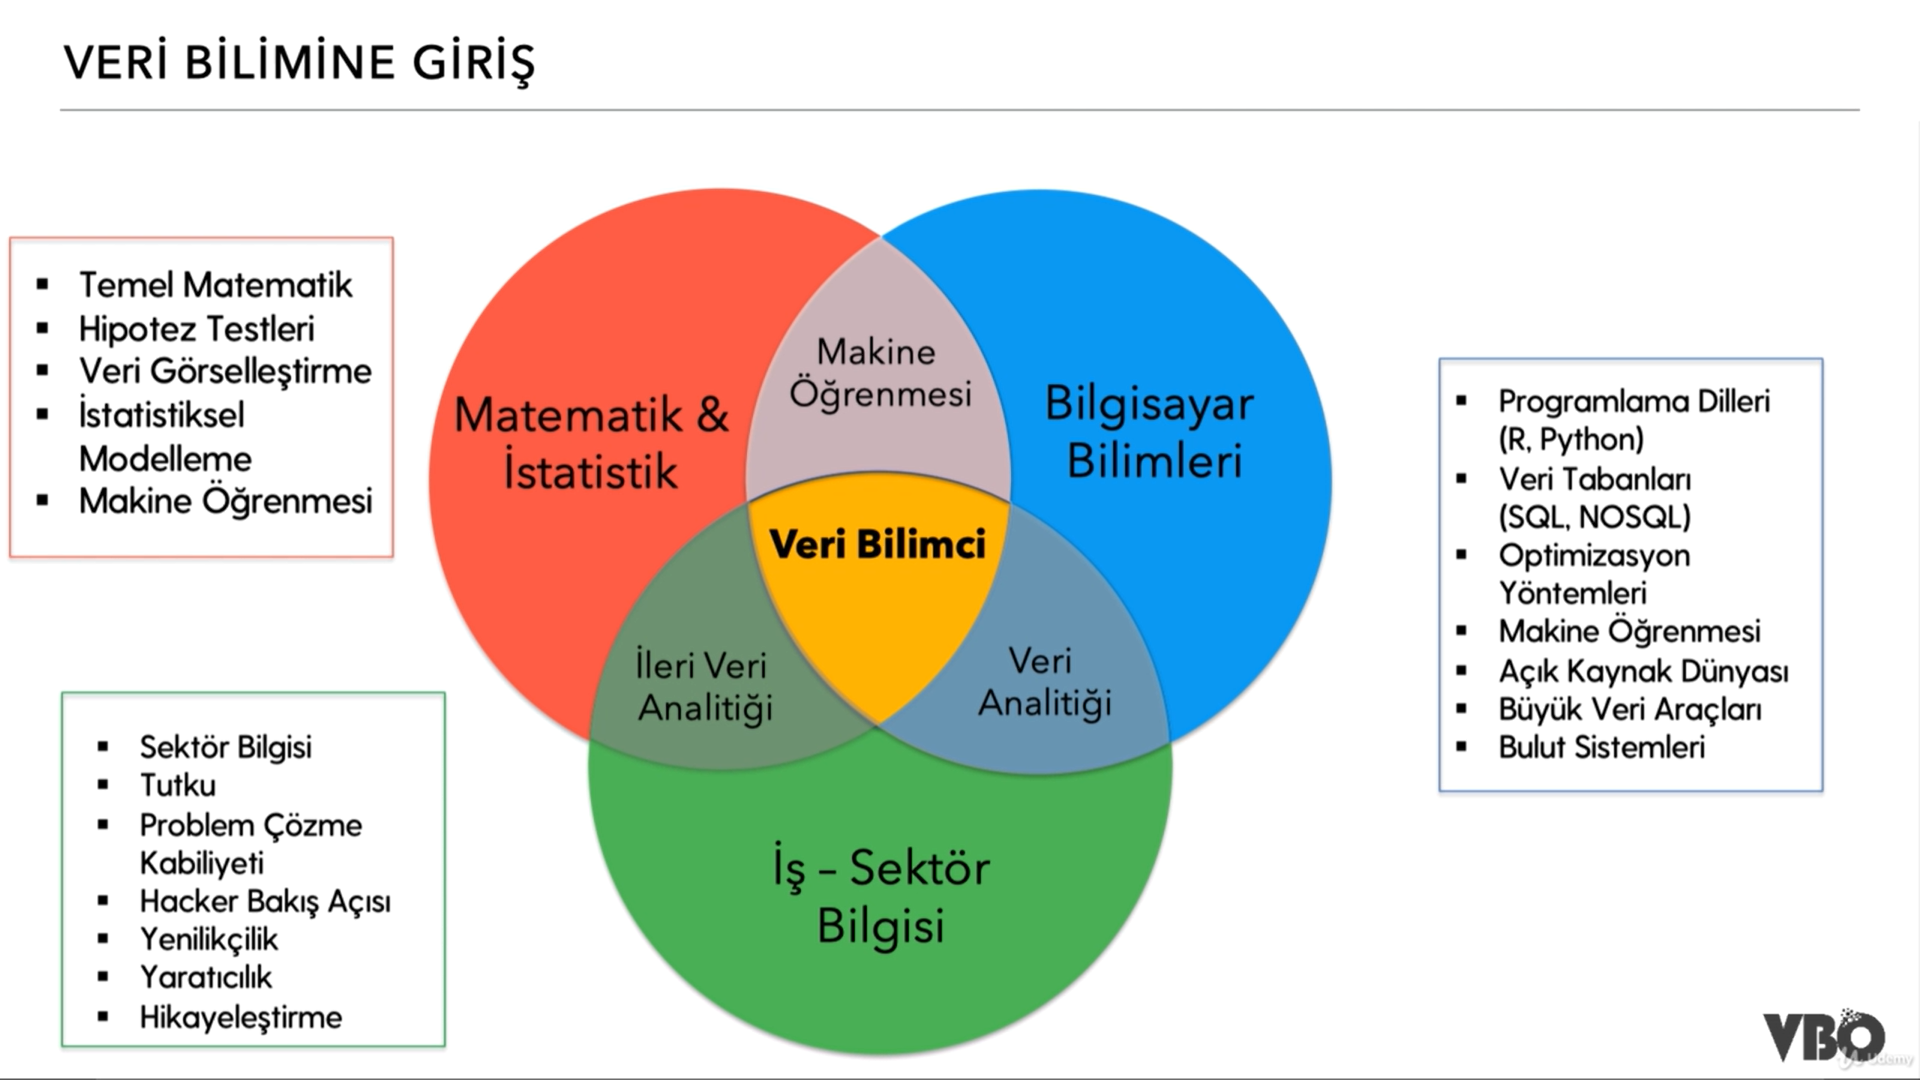 VERİ BİLİMİNE GİRİŞ
▪ Temel Matematik
▪ Hipotez Testleri
▪ Veri Görselleştirme
▪ İstatistiksel
Modelleme
▪ Makine Öğrenmesi
Matematik &
İstatistik
Makine
Öğrenmesi
Bilgisayar
Bilimleri
Veri Bilimci
İleri Veri
Analitiği
Veri
Analitiği
İş – Sektör
Bilgisi
▪ Programlama Dilleri
(R, Python)
▪ Veri Tabanları
(SQL, NOSQL)
▪ Optimizasyon
Yöntemleri
▪ Makine Öğrenmesi
▪ Açık Kaynak Dünyası
▪ Büyük Veri Araçları
▪ Bulut Sistemleri
▪ Sektör Bilgisi
▪ Tutku
▪ Problem Çözme
Kabiliyeti
▪ Hacker Bakış Açısı
▪ Yenilikçilik
▪ Yaratıcılık
▪ Hikayeleştirme
VBO
Udemy